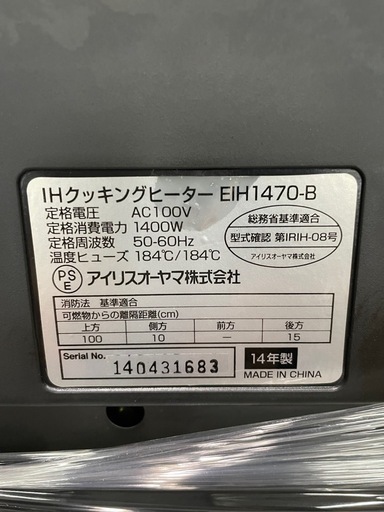 IHクッキングヒーター EIH1470-B
定格電圧 AC100V
定格消費電力 1400W
定格周波数 50-60Hz
温度ヒューズ 184℃/184℃
総務省基準適合
型式確認 第IRIH-08号
アイリスオーヤマ株式会社
PS
E
アイリスオーヤマ株式会社
消防法 基準適合
可燃物からの離隔距離(cm)
上方 側方 前方 後方
100 10 － 15
Serial No. 140431683
14年製
MADE IN CHINA